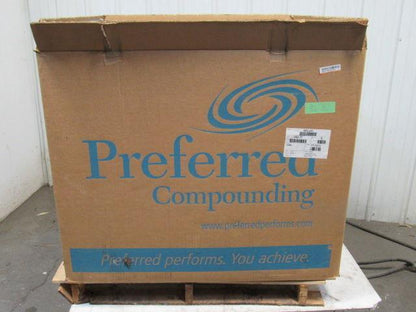 Preferred
Compounding
www.preferredperforms.com
Preferred performs. You achieve.